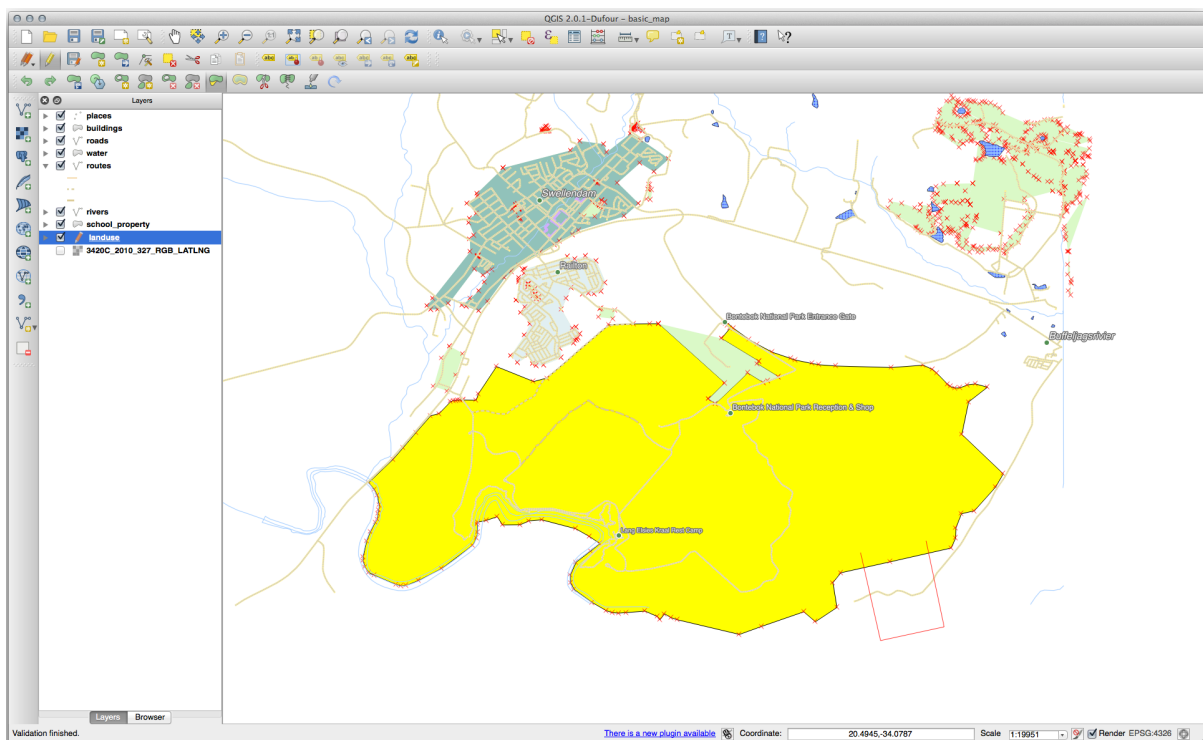 QGIS 2.0.1-Dufour - basic_map
Layers
places
buildings
roads
water
routes
rivers
school_property
landuse
3420C_2010_327_RGB_LATLNG
Swellendam
Railton
Bontebok National Park Entrance Gate
Buffeljagsrivier
Bontebok National Park Reception & Shop
Lang Elsies Kraal Rest Camp
Layers Browser
Validation finished. There is a new plugin available Coordinate: 20.4945,-34.0787 Scale 1:19951 Render EPSG:4326